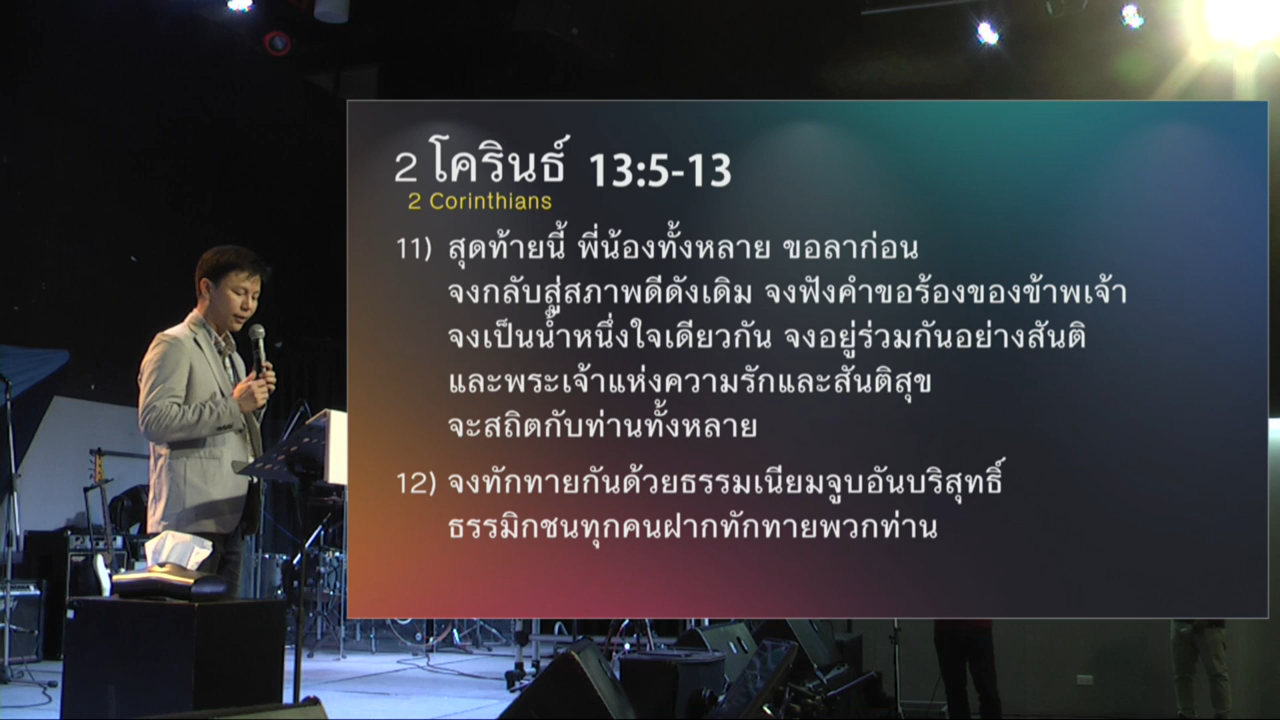 2 โครินธ์ 13:5-13
2 Corinthians
11) สุดท้ายนี้ พี่น้องทั้งหลาย ขอลาก่อน
จงกลับสู่สภาพดีดังเดิม จงฟังคำขอร้องของข้าพเจ้า
จงเป็นน้ำหนึ่งใจเดียวกัน จงอยู่ร่วมกันอย่างสันติ
และพระเจ้าแห่งความรักและสันติสุข
จะสถิตกับท่านทั้งหลาย
12) จงทักทายกันด้วยธรรมเนียมจูบอันบริสุทธิ์
ธรรมิกชนทุกคนฝากทักทายพวกท่าน